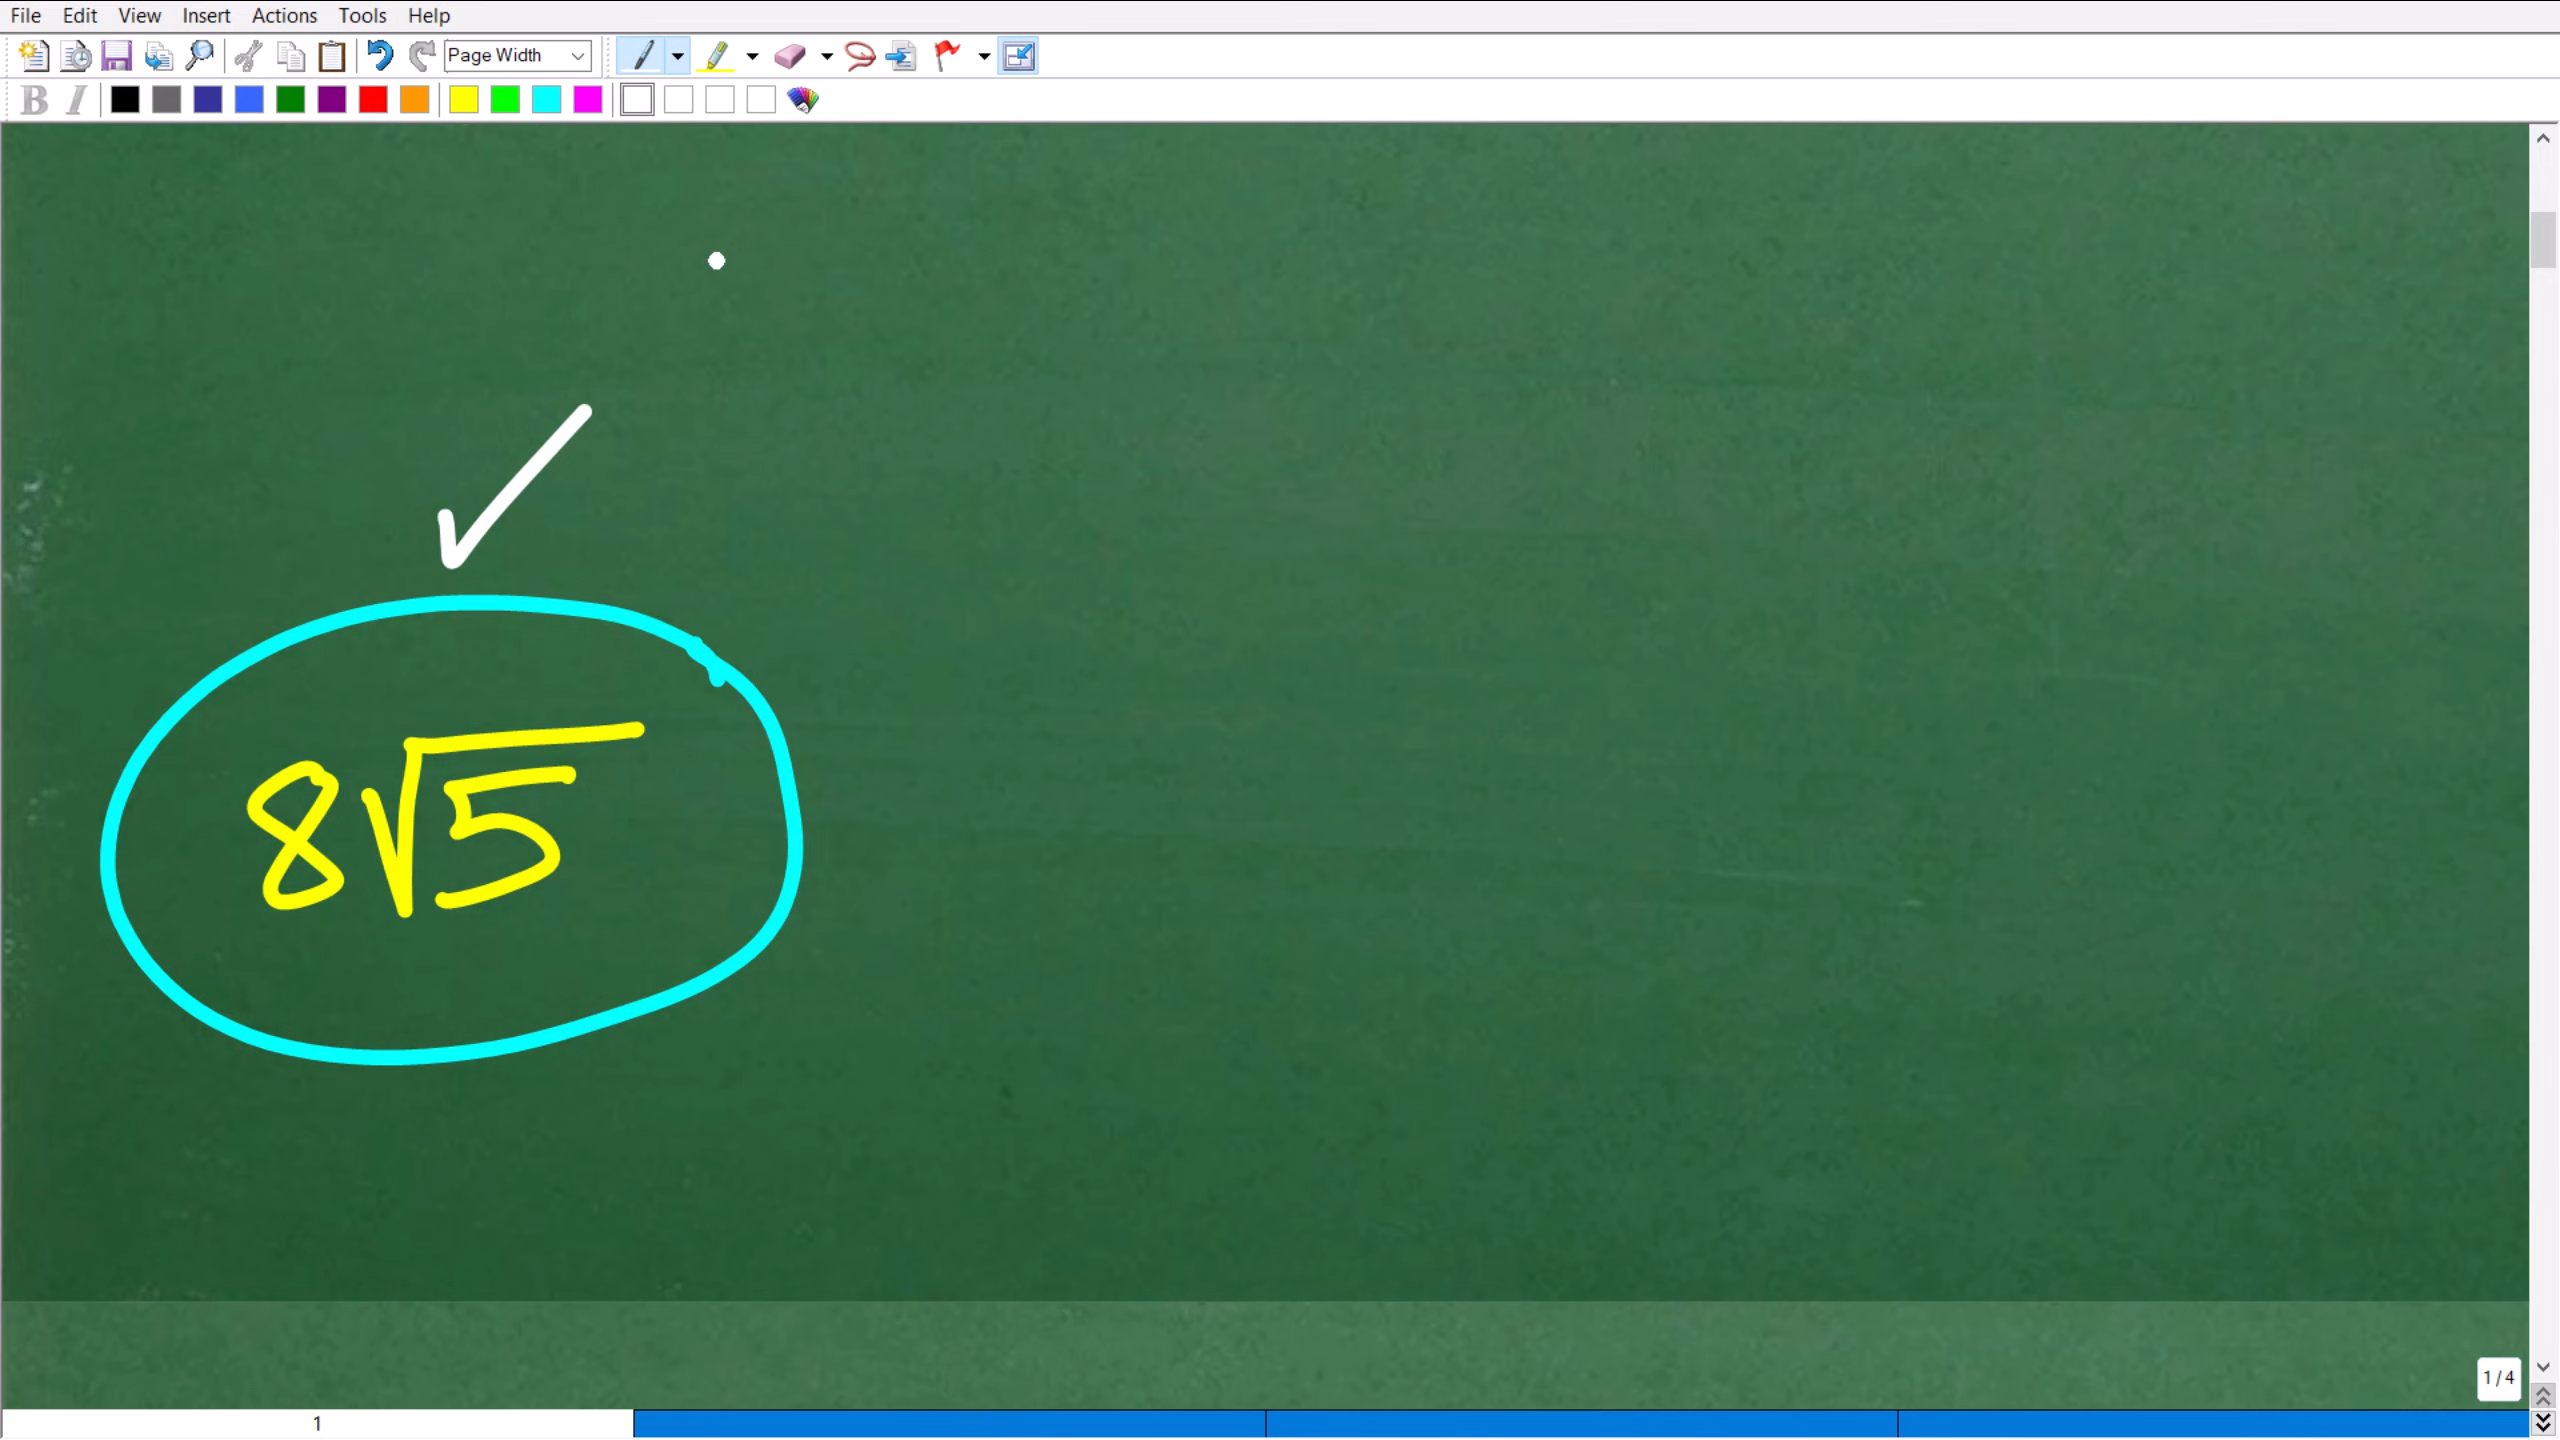 File Edit View Insert Actions Tools Help
Page Width
B I
8√5
1 / 4
1